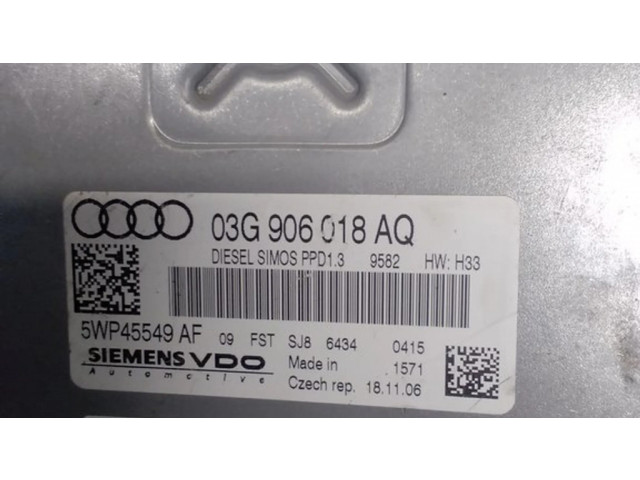 03G 906 018 AQ
DIESEL SIMOS PPD1.3 9582 HW: H33
5WP45549 AF 09 FST SJ8 6434 0415
SIEMENS VDO Made in .1571
Automotive Czech rep. 18.11.06